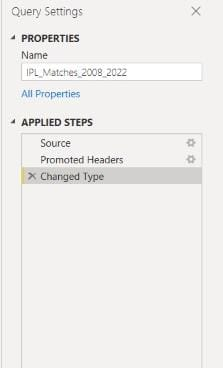 Query Settings
PROPERTIES
Name
IPL_Matches_2008_2022
All Properties
APPLIED STEPS
Source
Promoted Headers
Changed Type